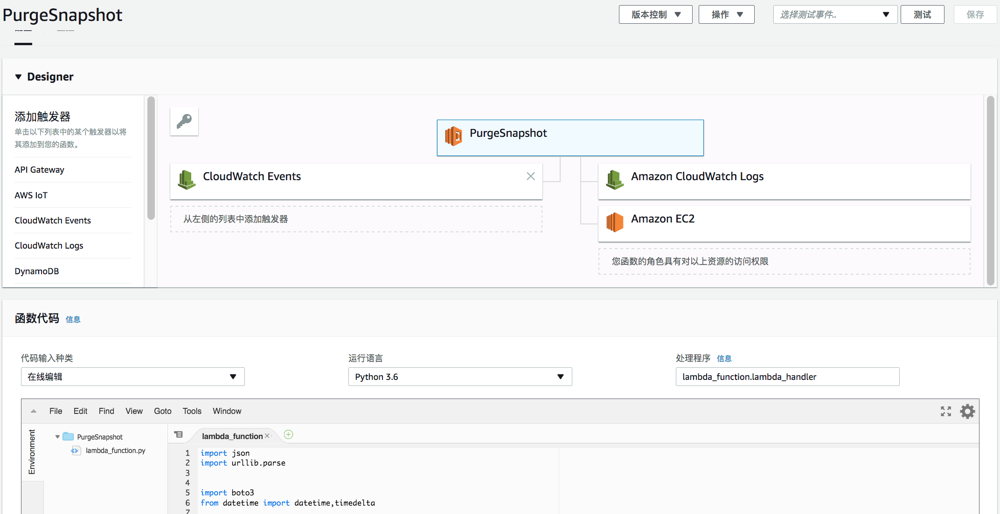 PurgeSnapshot
版本控制
操作
选择测试事件..
测试
保存
Designer
添加触发器
单击以下列表中的某个触发器以将
其添加到您的函数。
API Gateway
AWS IoT
CloudWatch Events
CloudWatch Logs
DynamoDB
PurgeSnapshot
CloudWatch Events
从左侧的列表中添加触发器
Amazon CloudWatch Logs
Amazon EC2
您函数的角色具有对以上资源的访问权限
函数代码 信息
代码输入种类
在线编辑
运行语言
Python 3.6
处理程序 信息
lambda_function.lambda_handler
File Edit Find View Goto Tools Window
Environment
PurgeSnapshot
lambda_function.py
lambda_function
1 import json
2 import urllib.parse
3
4
5 import boto3
6 from datetime import datetime,timedelta
7